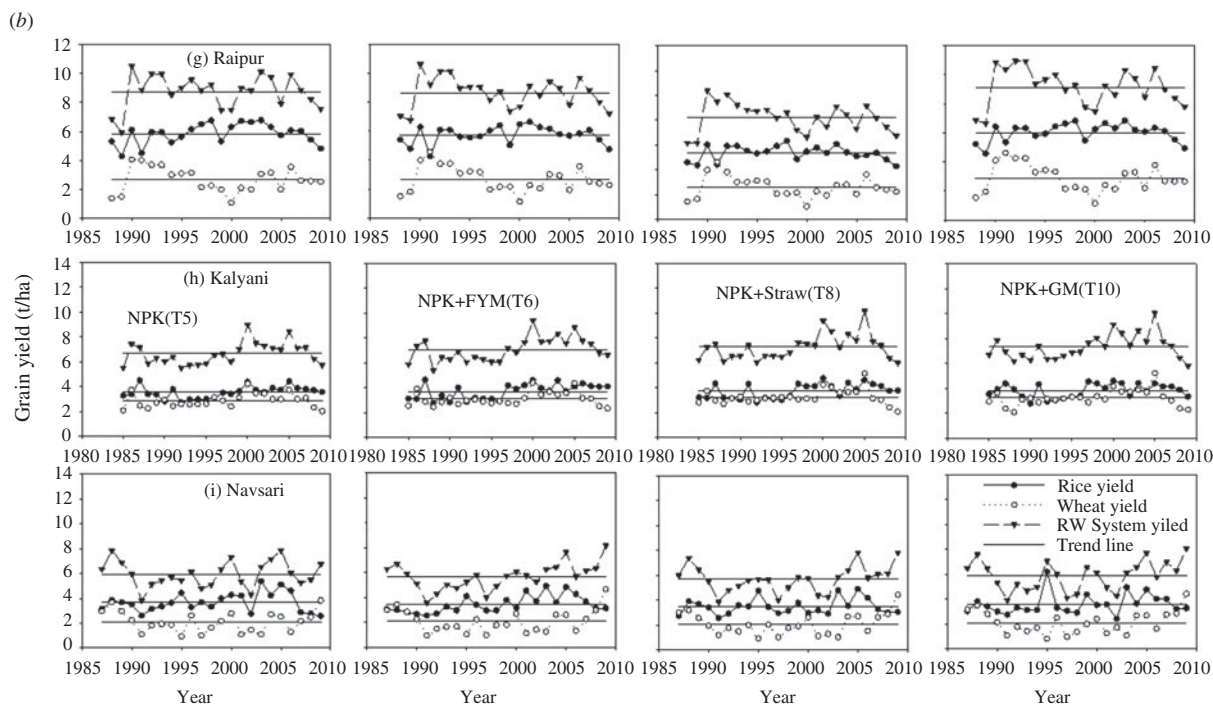 (b)
12
10
8
6
4
2
0
(g) Raipur
1985 1990 1995 2000 2005 2010 1985 1990 1995 2000 2005 2010 1985 1990 1995 2000 2005 2010 1985 1990 1995 2000 2005 2010
Grain yield (t/ha)
14
12
10
8
6
4
2
0
(h) Kalyani
NPK(T5)
NPK+FYM(T6)
NPK+Straw(T8)
NPK+GM(T10)
1980 1985 1990 1995 2000 2005 2010 1980 1985 1990 1995 2000 2005 2010 1980 1985 1990 1995 2000 2005 2010 1980 1985 1990 1995 2000 2005 2010
14
12
10
8
6
4
2
0
(i) Navsari
Rice yield
Wheat yield
RW System yiled
Trend line
1985 1990 1995 2000 2005 2010 1985 1990 1995 2000 2005 2010 1985 1990 1995 2000 2005 2010 1985 1990 1995 2000 2005 2010
Year Year Year Year